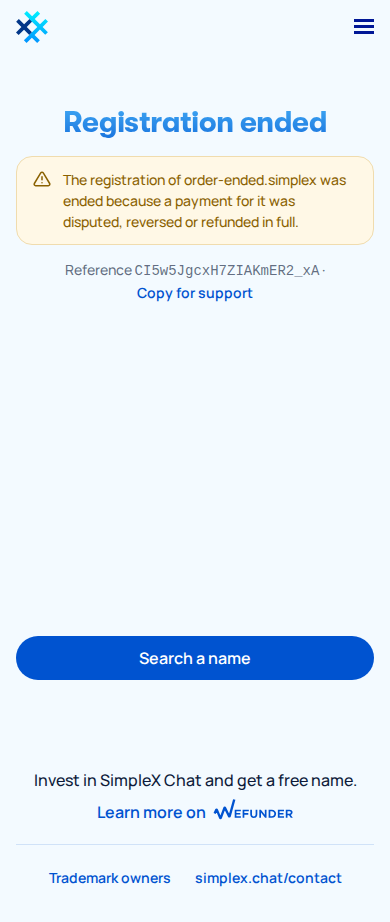 Registration ended
The registration of order-ended.simplex was
ended because a payment for it was
disputed, reversed or refunded in full.
Reference CI5w5JgcxH7ZIAKmER2_xA ·
Copy for support
Search a name
Invest in SimpleX Chat and get a free name.
Learn more on WEFUNDER
Trademark owners simplex.chat/contact